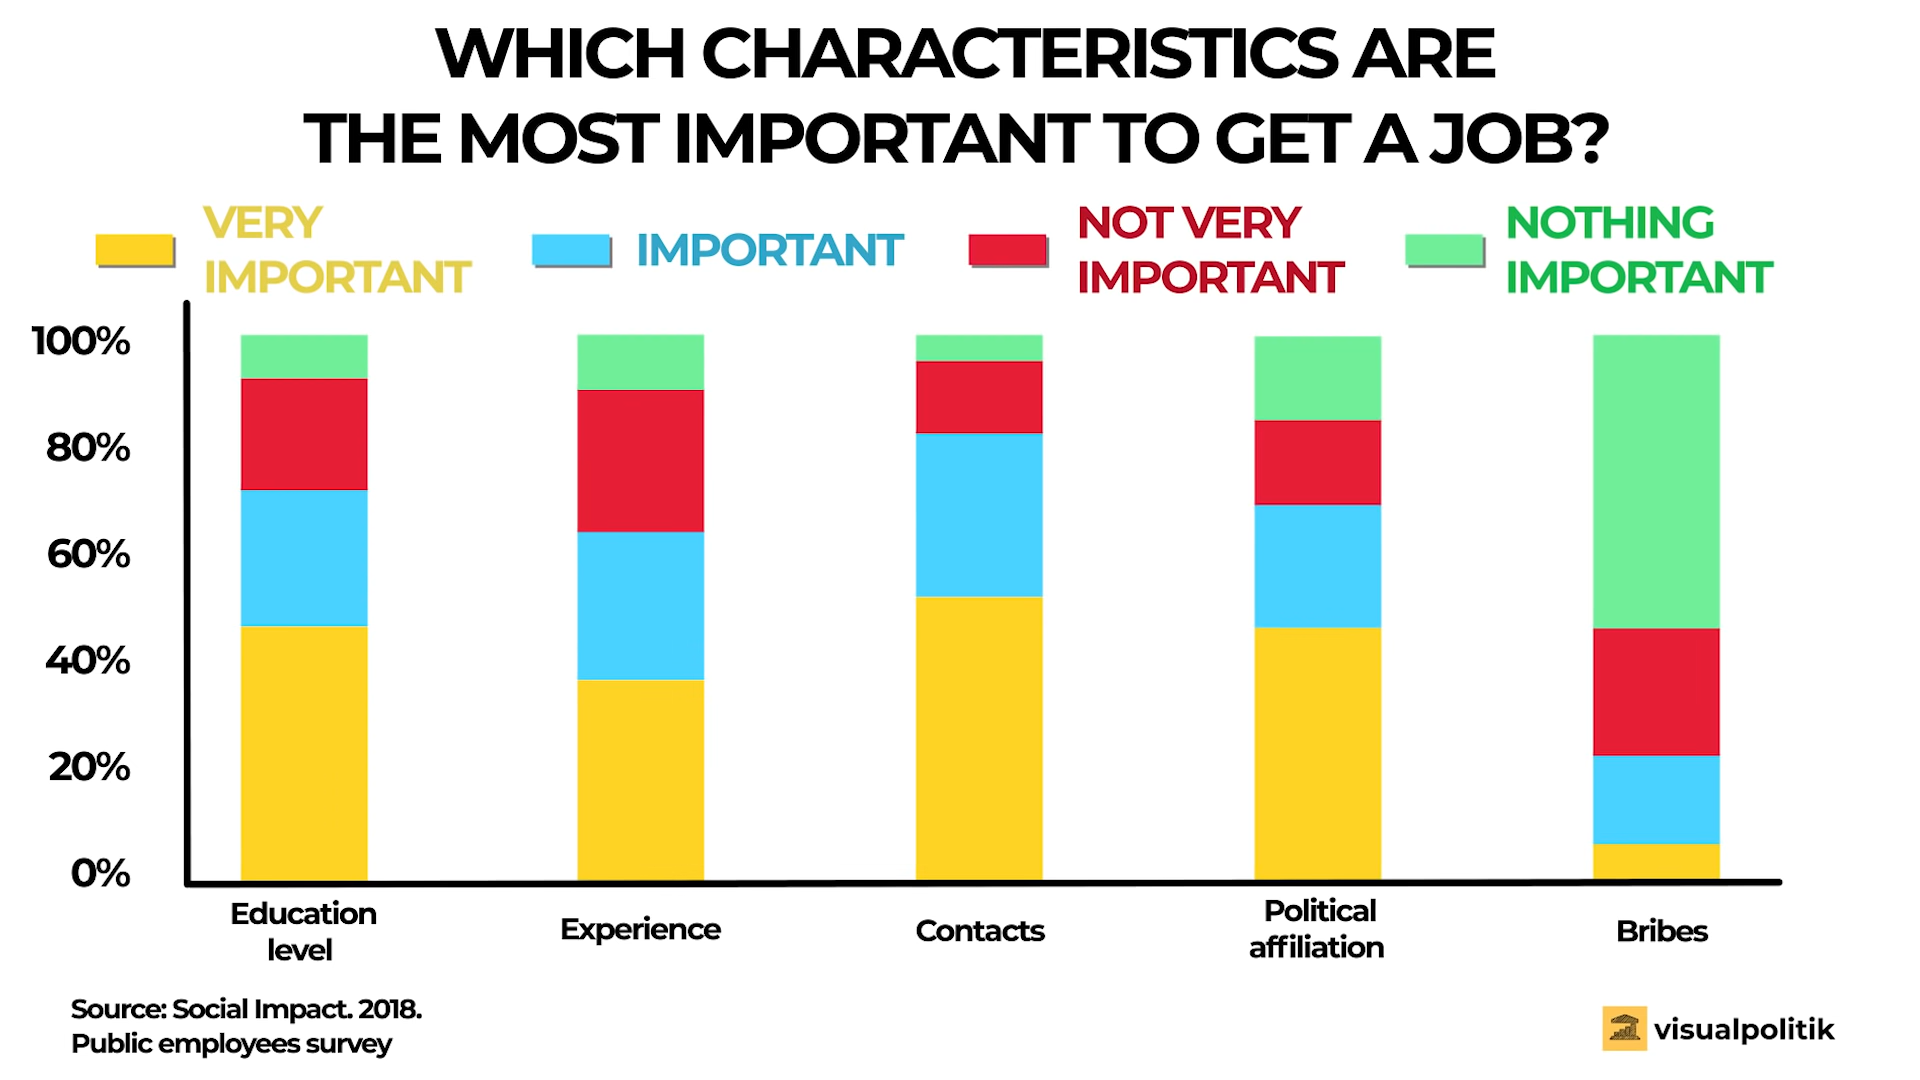 WHICH CHARACTERISTICS ARE
THE MOST IMPORTANT TO GET A JOB?
VERY
IMPORTANT
IMPORTANT
NOT VERY
IMPORTANT
NOTHING
IMPORTANT
100%
80%
60%
40%
20%
0%
Education
level
Experience
Contacts
Political
affiliation
Bribes
Source: Social Impact. 2018.
Public employees survey
visualpolitik